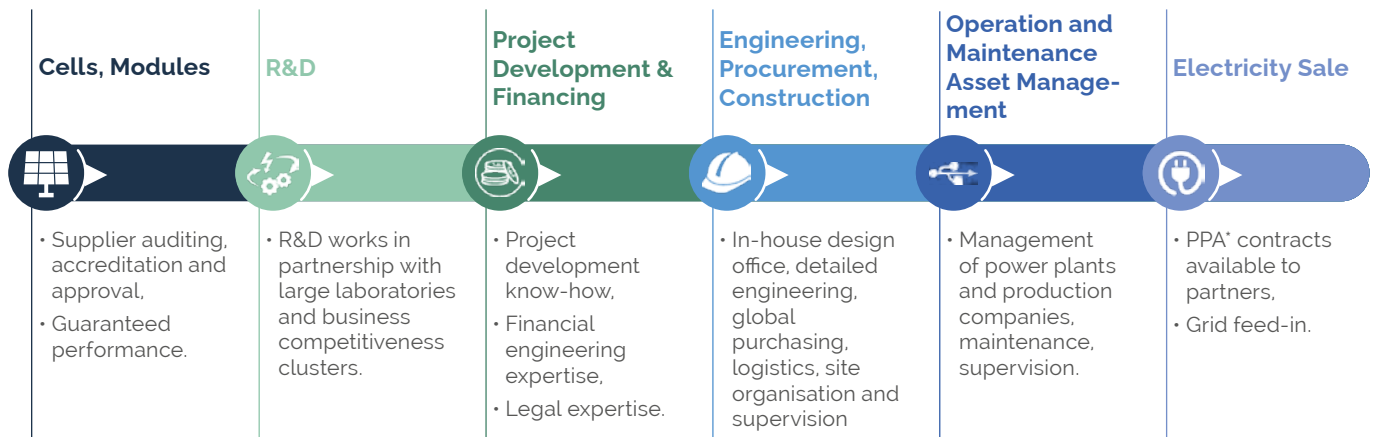 Cells, Modules
• Supplier auditing,
accreditation and
approval,
• Guaranteed
performance.
R&D
• R&D works in
partnership with
large laboratories
and business
competitiveness
clusters.
Project
Development &
Financing
• Project
development
know-how,
• Financial
engineering
expertise,
• Legal expertise.
Engineering,
Procurement,
Construction
• In-house design
office, detailed
engineering,
global
purchasing,
logistics, site
organisation and
supervision
Operation and
Maintenance
Asset Manage-
ment
• Management
of power plants
and production
companies,
maintenance,
supervision.
Electricity Sale
• PPA* contracts
available to
partners,
• Grid feed-in.